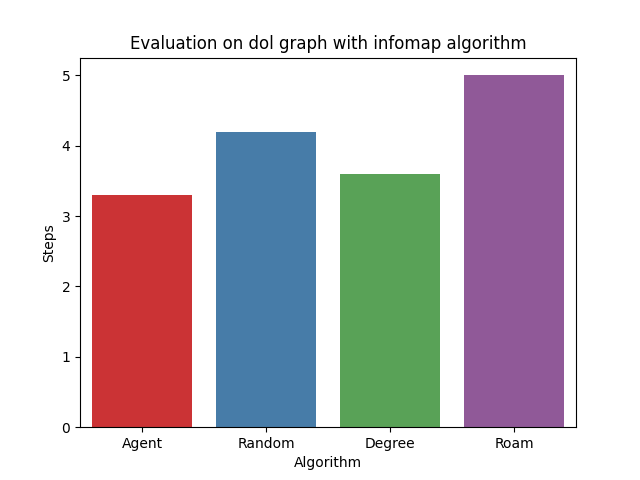 Evaluation on dol graph with infomap algorithm
5
4
3
2
1
0
Steps
Agent
Random
Degree
Roam
Algorithm